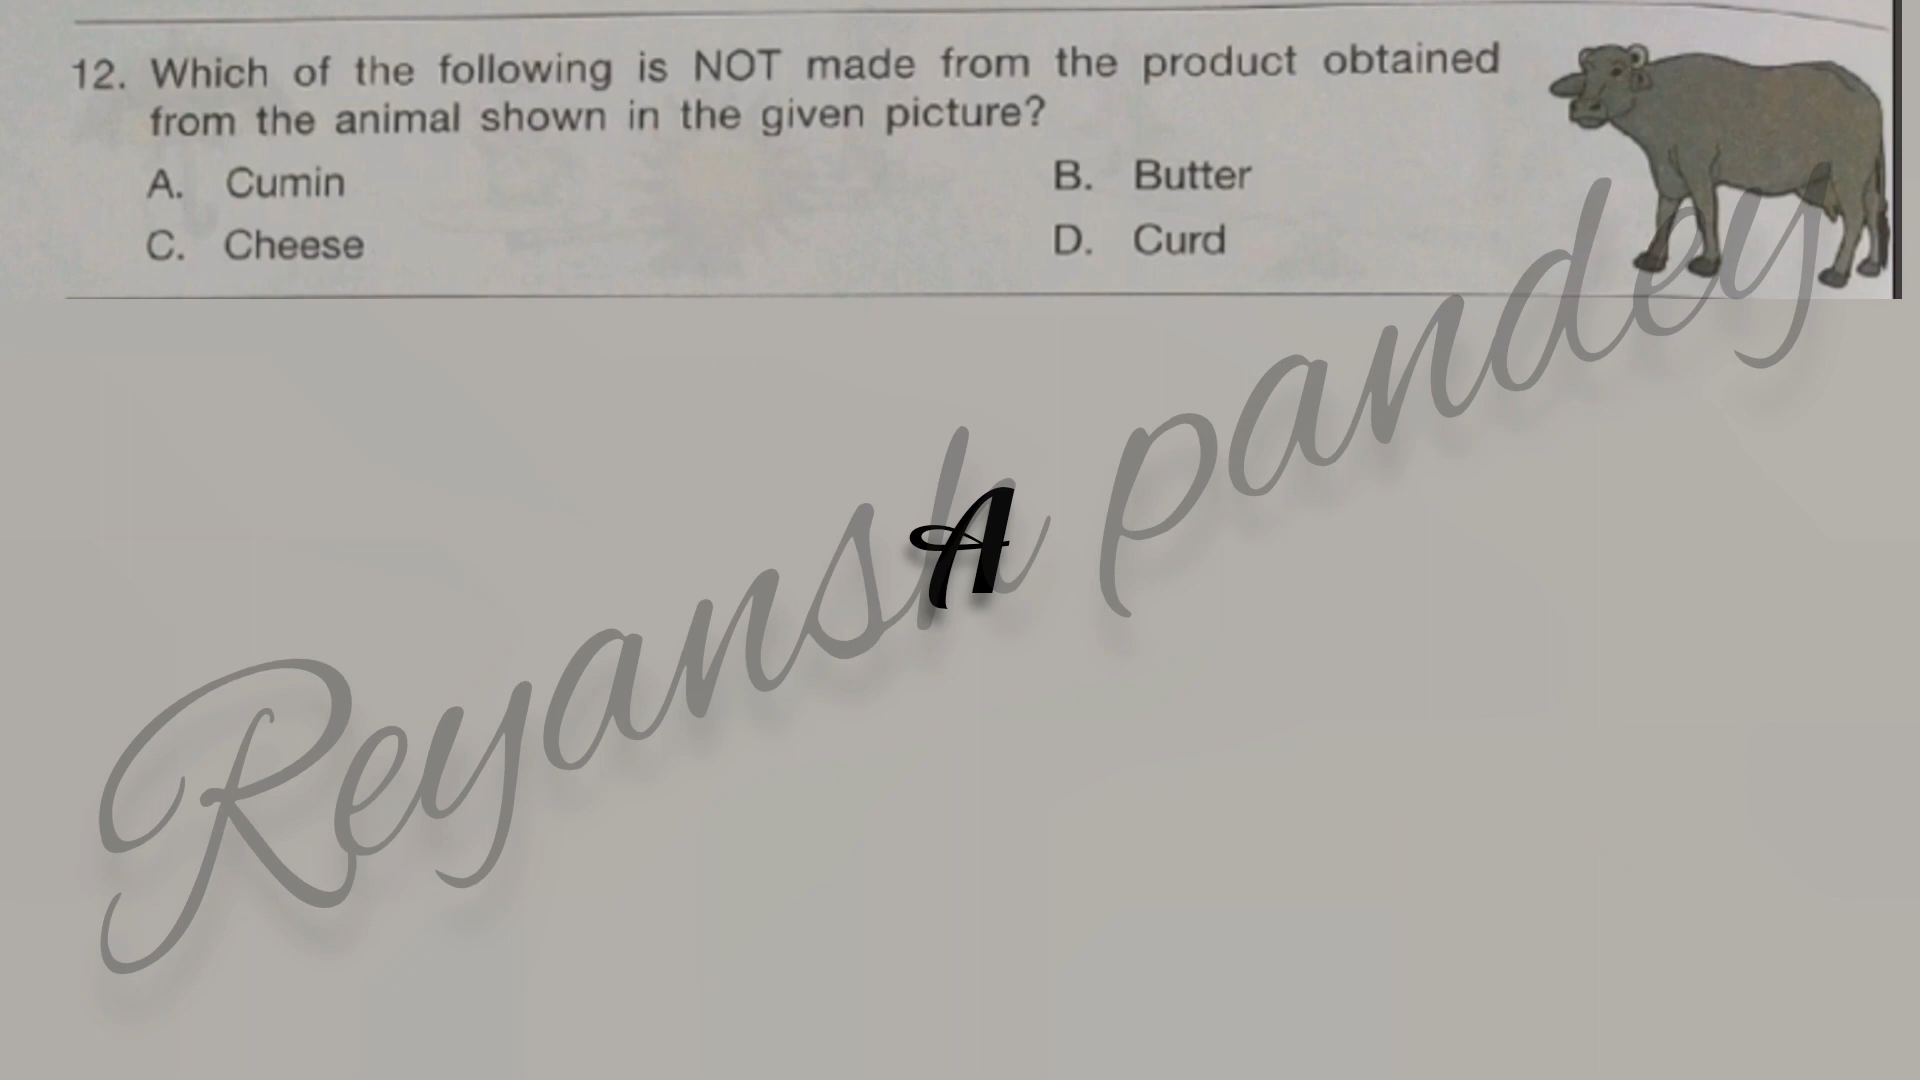 12. Which of the following is NOT made from the product obtained
from the animal shown in the given picture?
A. Cumin
B. Butter
C. Cheese
D. Curd
A
Reyansh pandey